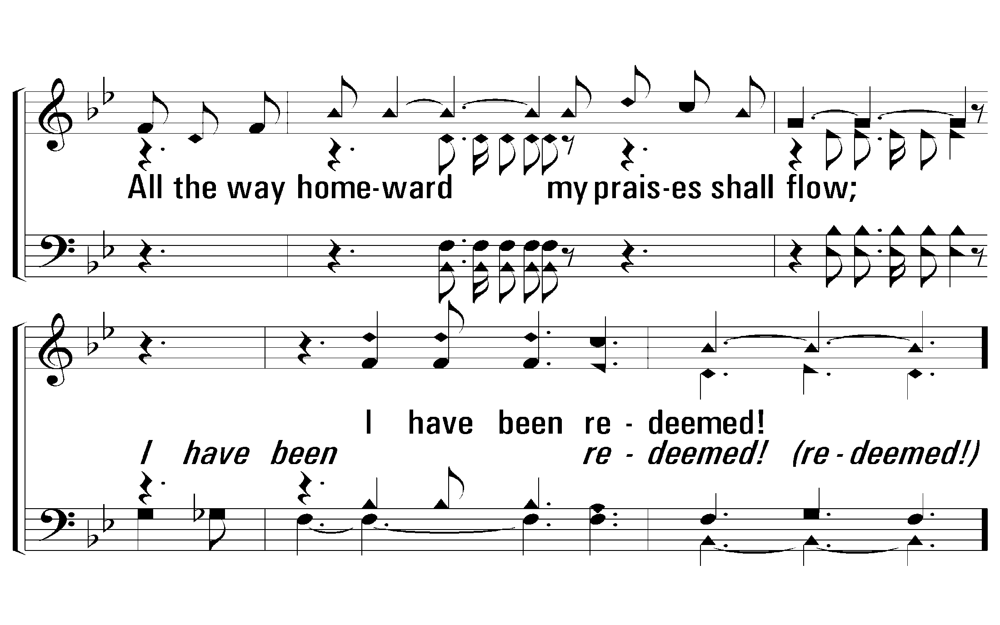 All the way home-ward my prais-es shall flow;
I have been re - deemed!
I have been re - deemed! (re - deemed!)